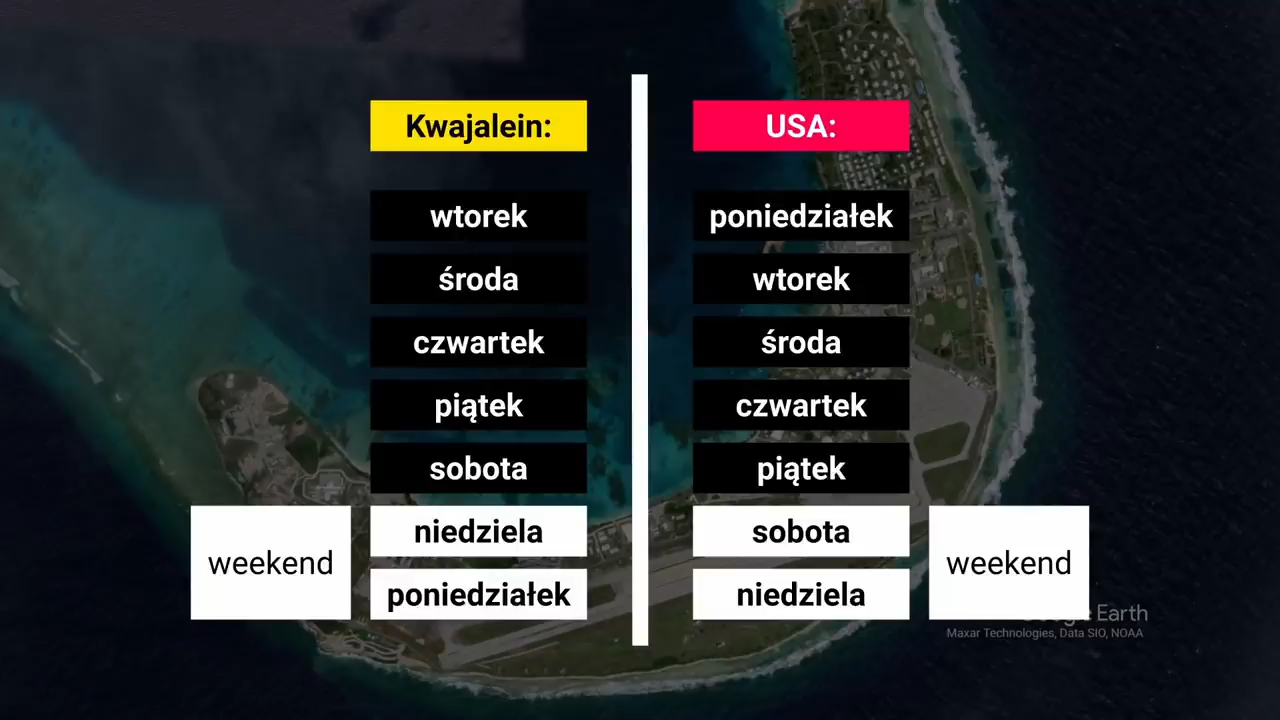 Kwajalein:
wtorek
środa
czwartek
piątek
sobota
niedziela
poniedziałek
weekend
USA:
poniedziałek
wtorek
środa
czwartek
piątek
sobota
niedziela
weekend
Earth
Maxar Technologies, Data SIO, NOAA